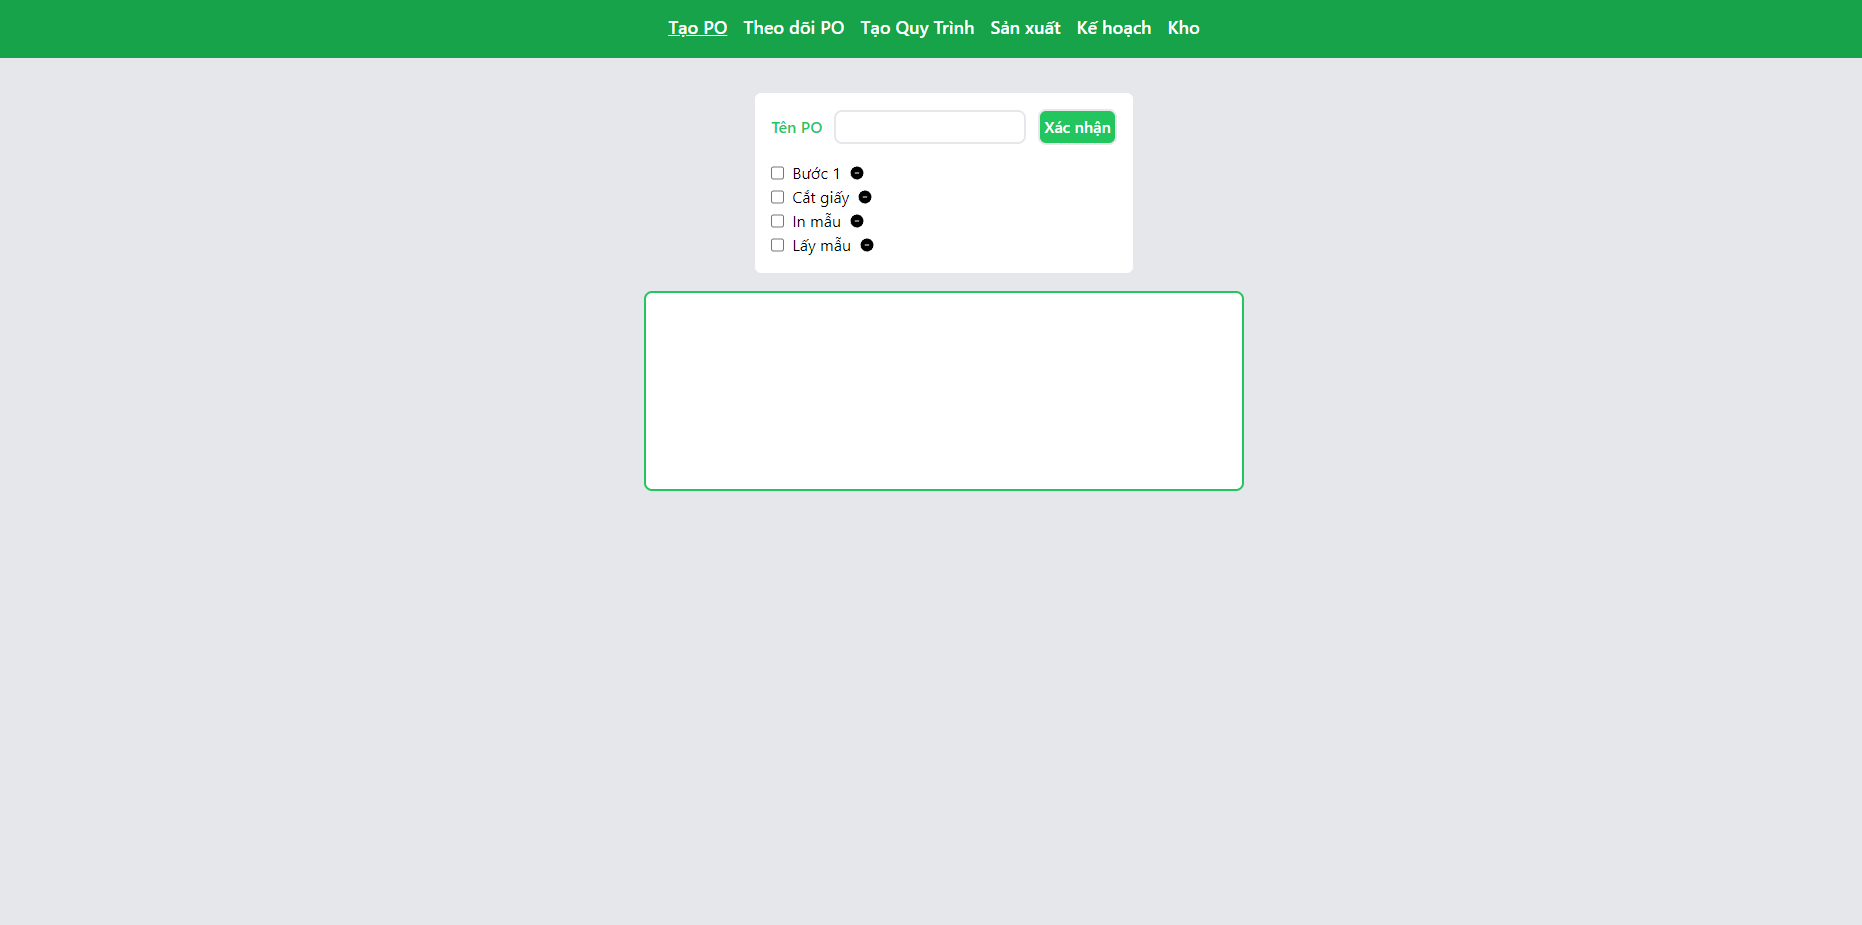 Tạo PO Theo dõi PO Tạo Quy Trình Sản xuất Kế hoạch Kho
Tên PO Xác nhận
Bước 1
Cắt giấy
In mẫu
Lấy mẫu